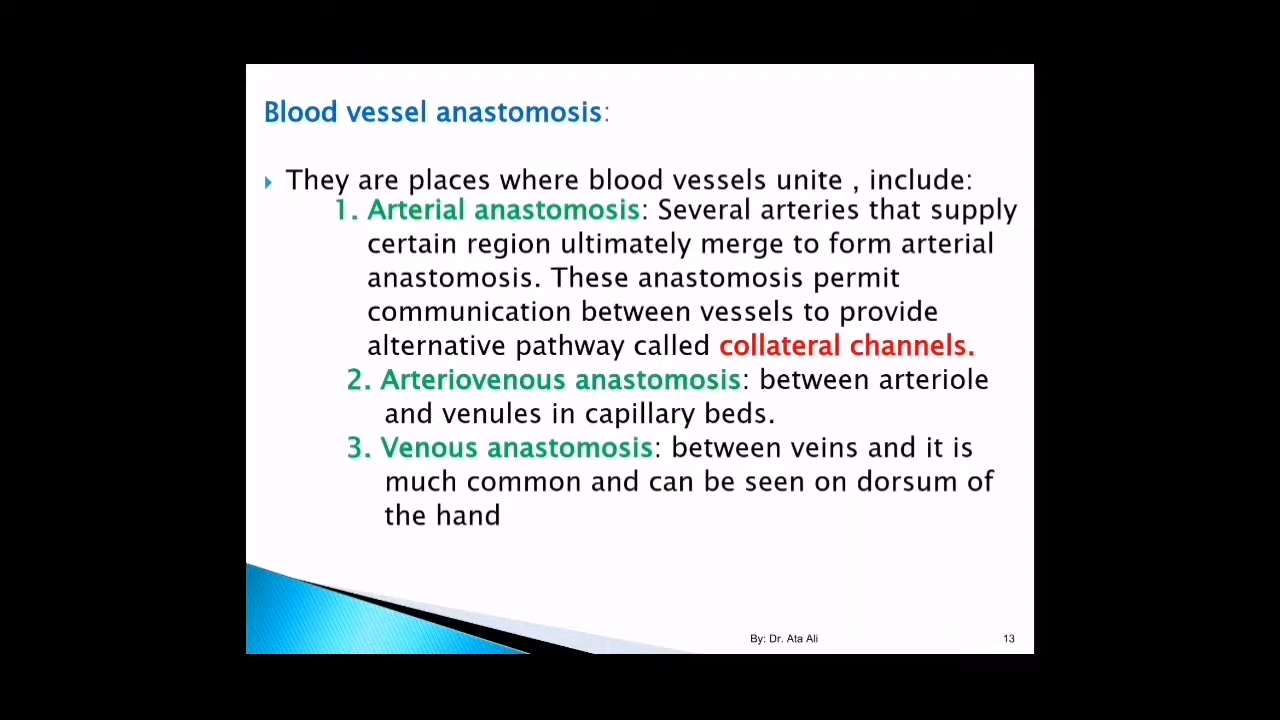 Blood vessel anastomosis:
They are places where blood vessels unite , include:
1. Arterial anastomosis: Several arteries that supply
certain region ultimately merge to form arterial
anastomosis. These anastomosis permit
communication between vessels to provide
alternative pathway called collateral channels.
2. Arteriovenous anastomosis: between arteriole
and venules in capillary beds.
3. Venous anastomosis: between veins and it is
much common and can be seen on dorsum of
the hand
By: Dr. Ata Ali 13